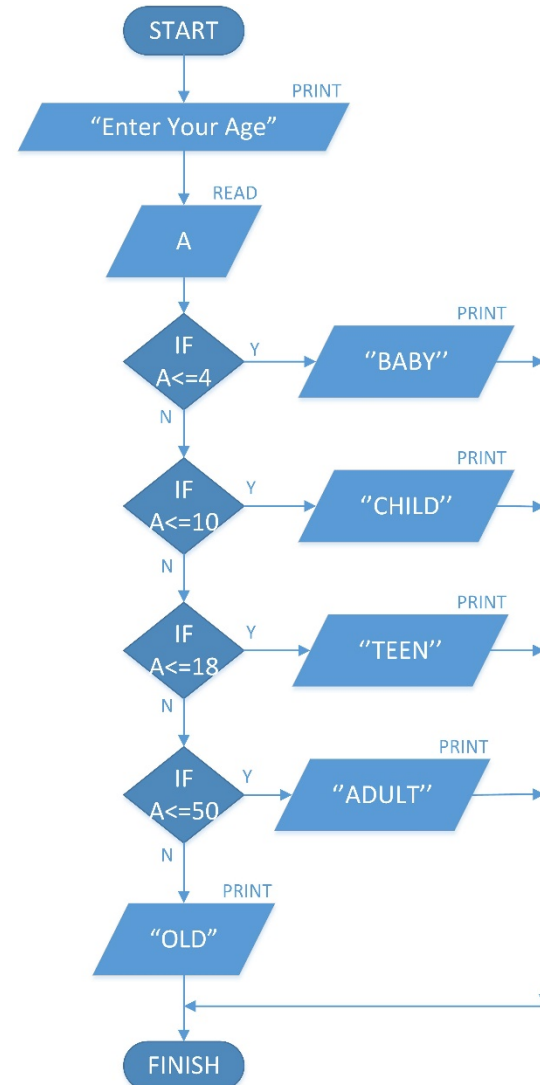 START
PRINT
“Enter Your Age”
READ
A
IF
A<=4
Y
PRINT
‘‘BABY’’
N
IF
A<=10
Y
PRINT
‘‘CHILD’’
N
IF
A<=18
Y
PRINT
‘‘TEEN’’
N
IF
A<=50
Y
PRINT
‘‘ADULT’’
N
PRINT
“OLD”
FINISH